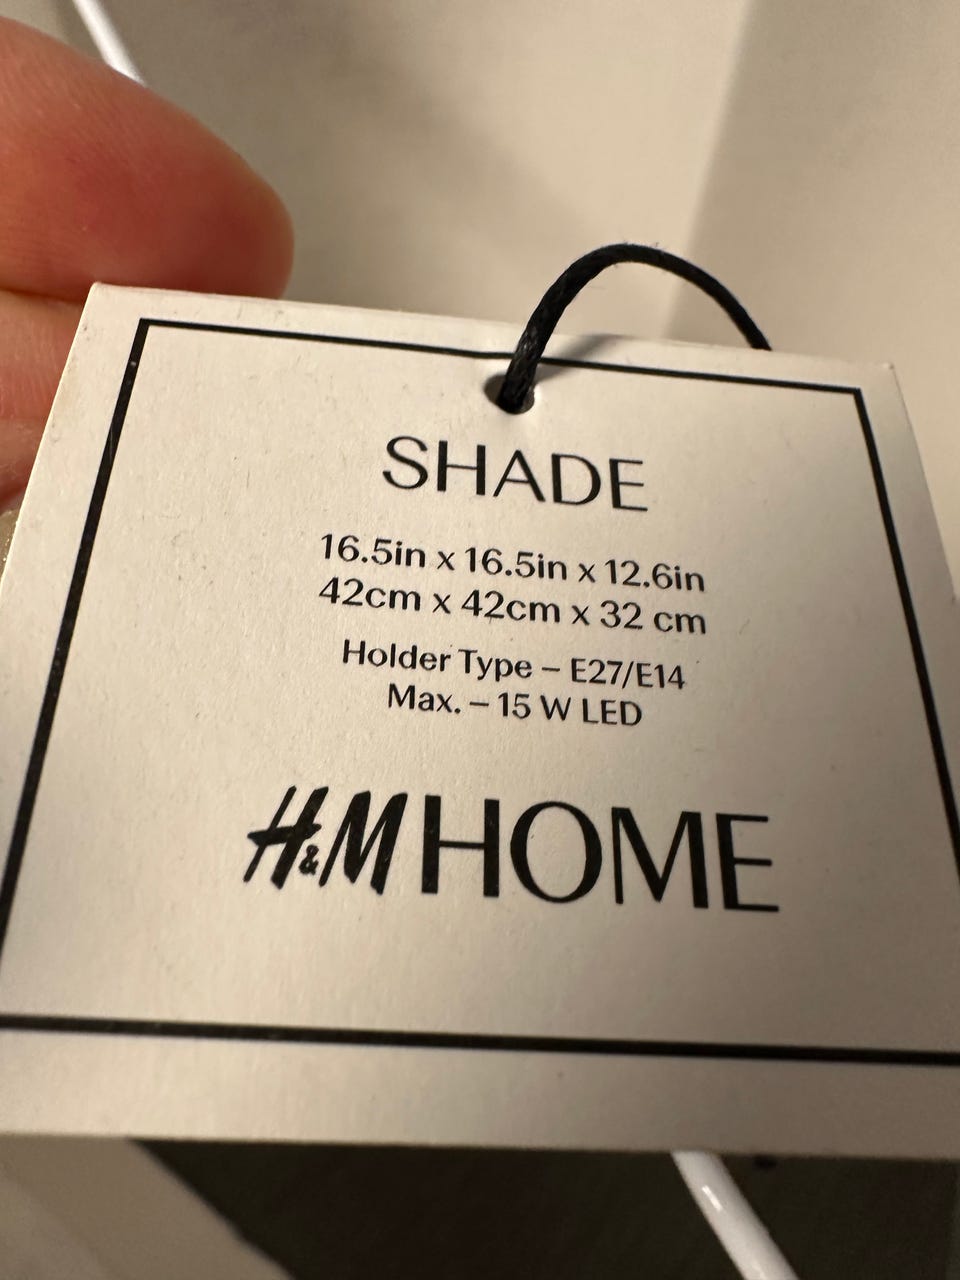 SHADE
16.5in x 16.5in x 12.6in
42cm x 42cm x 32 cm
Holder Type – E27/E14
Max. – 15 W LED
H&M HOME